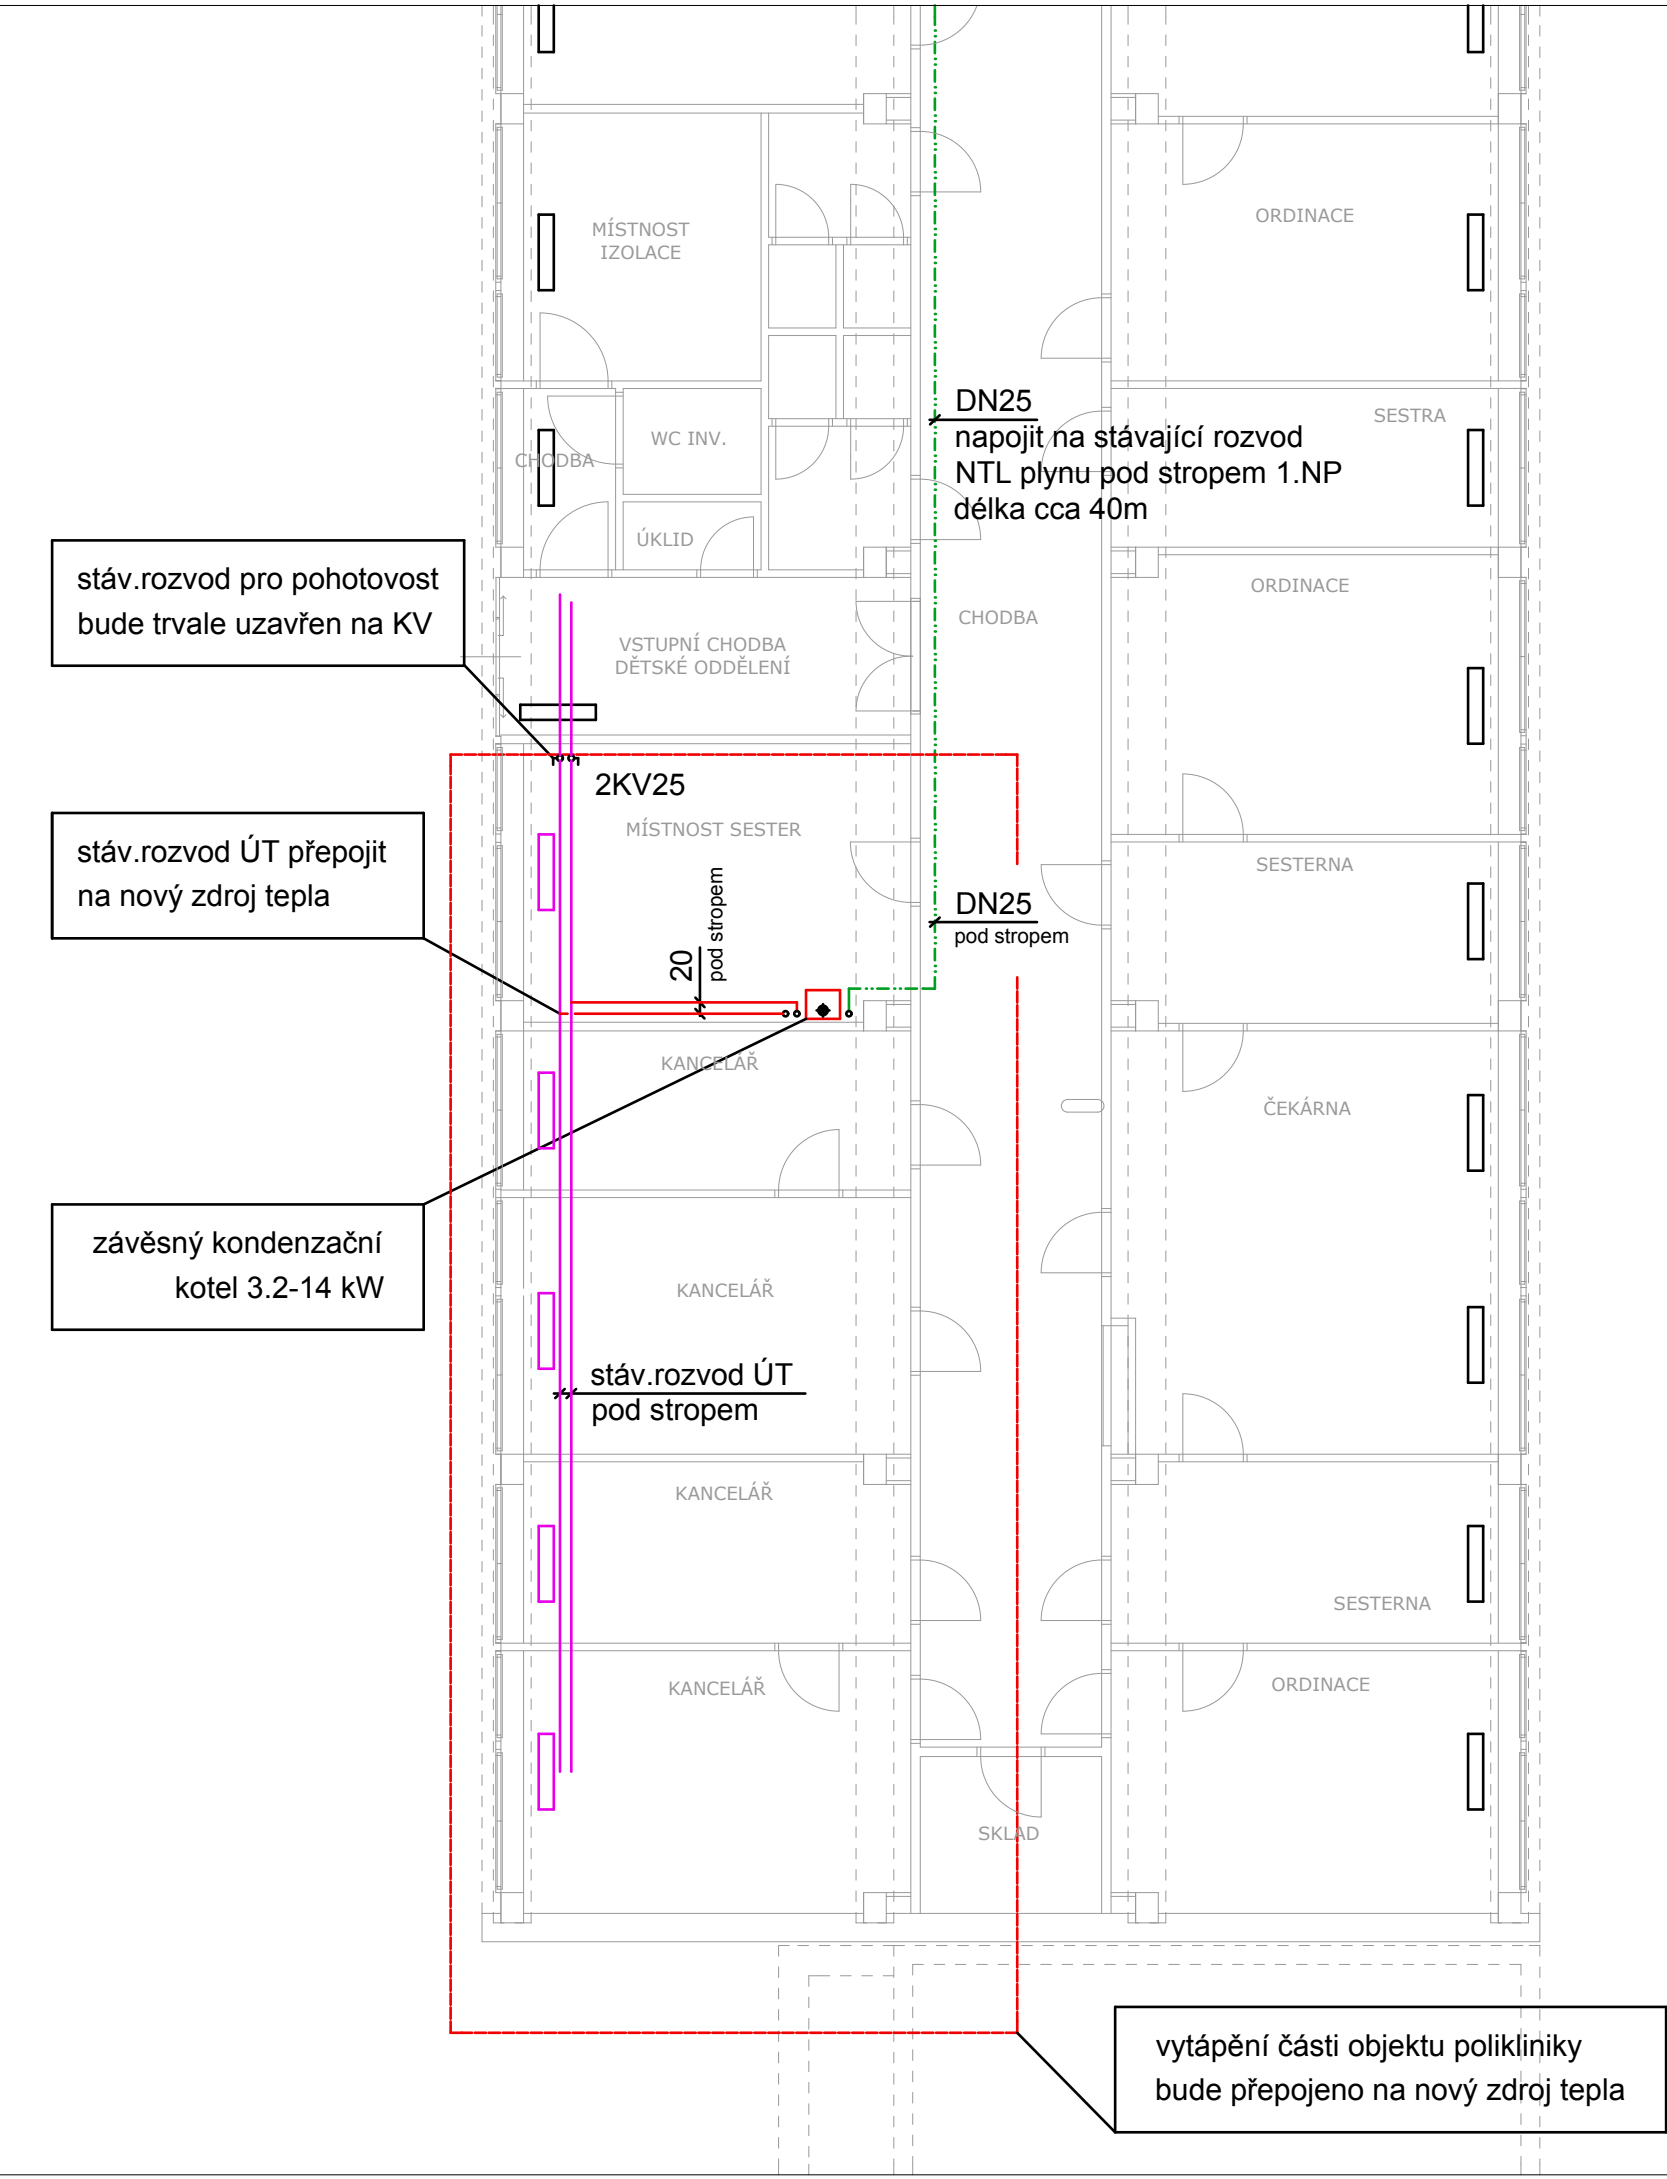 MÍSTNOST
IZOLACE
ORDINACE
DN25
napojit na stávající rozvod
NTL plynu pod stropem 1.NP
délka cca 40m
SESTRA
WC INV.
CHODBA
ÚKLID
stáv.rozvod pro pohotovost
bude trvale uzavřen na KV
ORDINACE
CHODBA
VSTUPNÍ CHODBA
DĚTSKÉ ODDĚLENÍ
2KV25
MÍSTNOST SESTER
stáv.rozvod ÚT přepojit
na nový zdroj tepla
SESTERNA
20
pod stropem
DN25
pod stropem
KANCELÁŘ
ČEKÁRNA
závěsný kondenzační
kotel 3.2-14 kW
KANCELÁŘ
stáv.rozvod ÚT
pod stropem
KANCELÁŘ
SESTERNA
KANCELÁŘ
ORDINACE
SKLAD
vytápění části objektu polikliniky
bude přepojeno na nový zdroj tepla